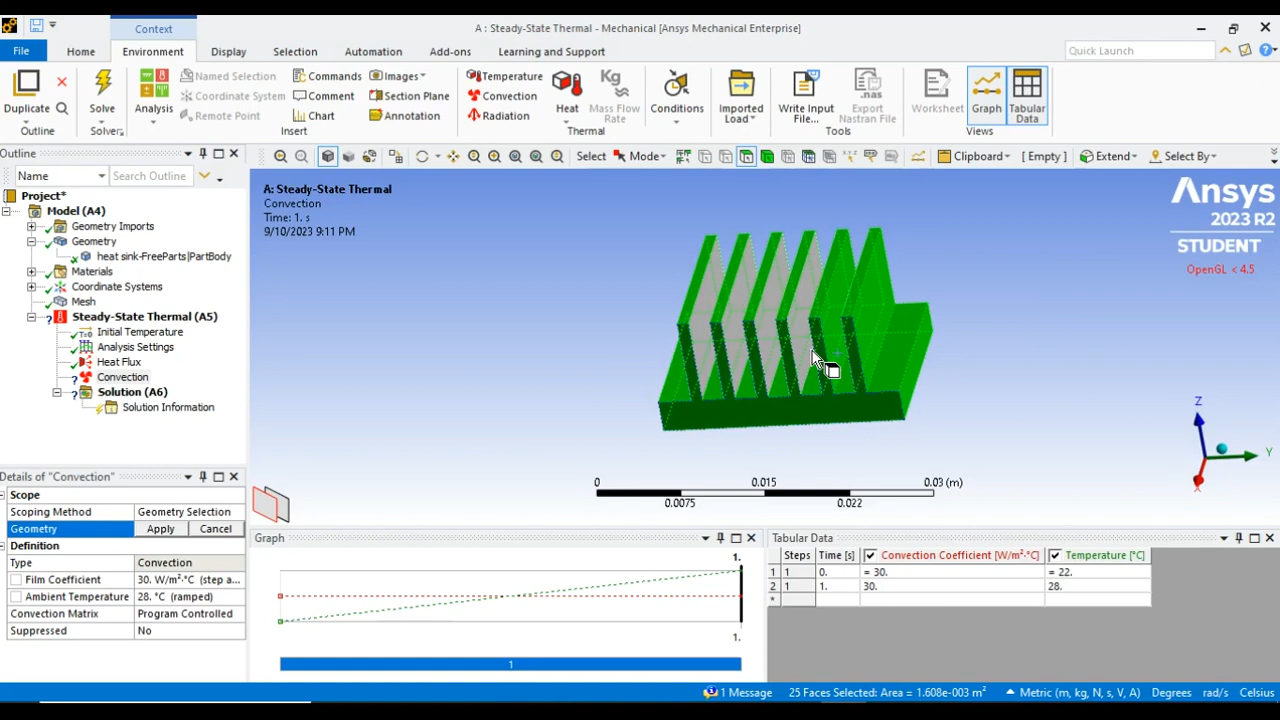 Context
A : Steady-State Thermal - Mechanical [Ansys Mechanical Enterprise]
File Home Environment Display Selection Automation Add-ons Learning and Support Quick Launch
Duplicate Solve Analysis Named Selection Coordinate System Remote Point Commands Comment Chart Images Section Plane Annotation Temperature Convection Radiation Heat Mass Flow Rate Conditions Imported Load Write Input File... Export Nastran File Worksheet Graph Tabular Data
Outline Solver Insert Thermal Tools Views
Outline
Select Mode Clipboard [ Empty ] Extend Select By
Name Search Outline
Project*
Model (A4)
Geometry Imports
Geometry
heat sink-FreeParts|PartBody
Materials
Coordinate Systems
Mesh
Steady-State Thermal (A5)
Initial Temperature
Analysis Settings
Heat Flux
Convection
Solution (A6)
Solution Information
A: Steady-State Thermal
Convection
Time: 1. s
9/10/2023 9:11 PM
Ansys
2023 R2
STUDENT
OpenGL < 4.5
Z
Y
X
0 0.015 0.03 (m)
0.0075 0.022
Details of "Convection"
Scope
Scoping Method Geometry Selection
Geometry Apply Cancel
Definition
Type Convection
Film Coefficient 30. W/m²·°C (step a...
Ambient Temperature 28. °C (ramped)
Convection Matrix Program Controlled
Suppressed No
Graph
1.
1.
1
Tabular Data
Steps Time [s] Convection Coefficient [W/m²·°C] Temperature [°C]
1 1 0. = 30. = 22.
2 1 1. 30. 28.
*
1 Message 25 Faces Selected: Area = 1.608e-003 m² Metric (m, kg, N, s, V, A) Degrees rad/s Celsius